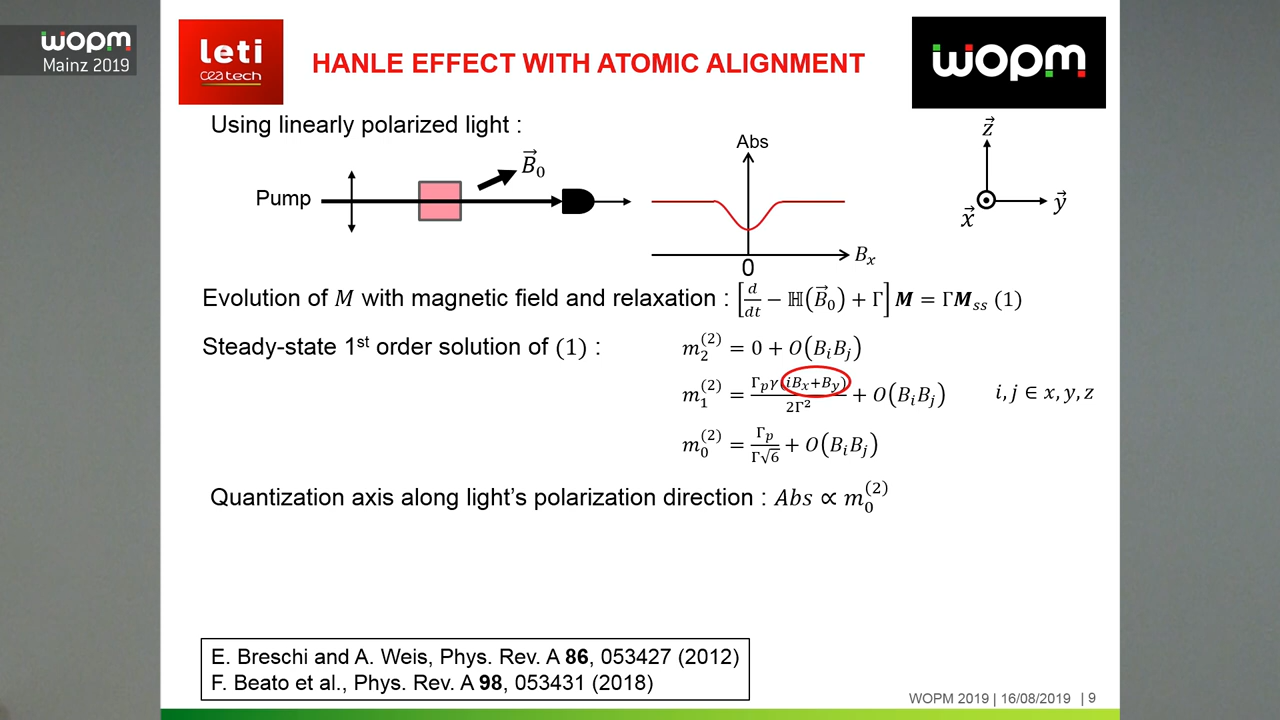 wopm
Mainz 2019
leti
ceatech
HANLE EFFECT WITH ATOMIC ALIGNMENT
wopm
Using linearly polarized light :
Pump
$\vec{B}_0$
Abs
0
$B_x$
$\vec{z}$
$\vec{y}$
$\vec{x}$
Evolution of $M$ with magnetic field and relaxation : $\left[\frac{d}{dt} - \mathbb{H}(\vec{B}_0) + \Gamma\right] \boldsymbol{M} = \Gamma \boldsymbol{M}_{ss}$ (1)
Steady-state 1st order solution of (1) : $m_2^{(2)} = 0 + O(B_i B_j)$
$m_1^{(2)} = \frac{\Gamma_p \gamma (iB_x + B_y)}{2\Gamma^2} + O(B_i B_j)$ $i, j \in x, y, z$
$m_0^{(2)} = \frac{\Gamma_p}{\Gamma\sqrt{6}} + O(B_i B_j)$
Quantization axis along light's polarization direction : $Abs \propto m_0^{(2)}$
E. Breschi and A. Weis, Phys. Rev. A 86, 053427 (2012)
F. Beato et al., Phys. Rev. A 98, 053431 (2018)
WOPM 2019 | 16/08/2019 | 9